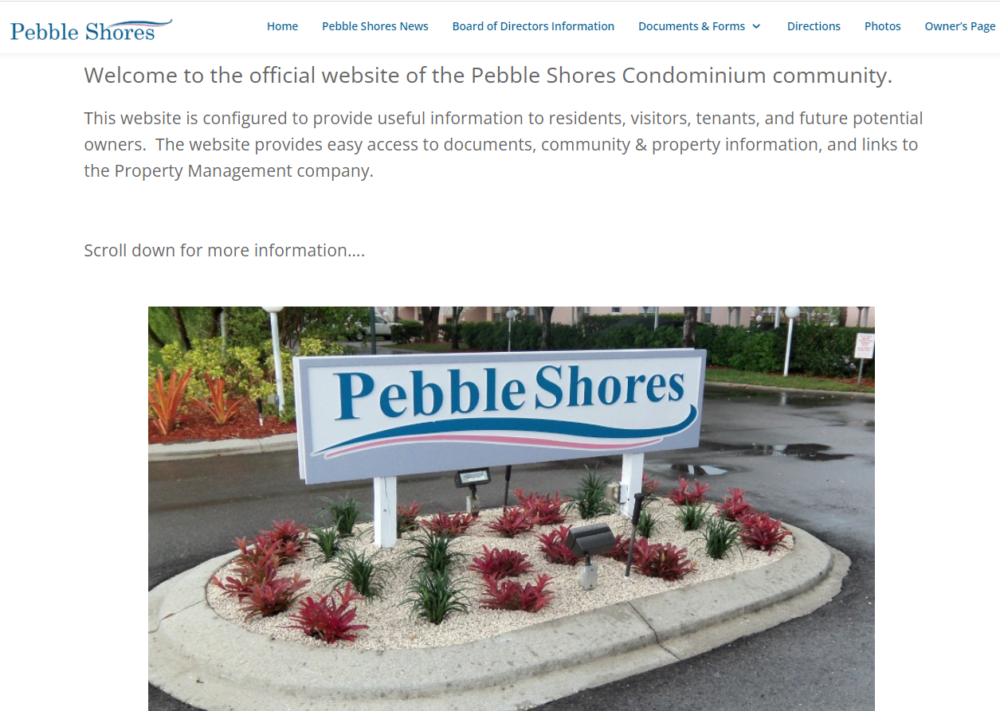 Pebble Shores
Home
Pebble Shores News
Board of Directors Information
Documents & Forms
Directions
Photos
Owner's Page
Welcome to the official website of the Pebble Shores Condominium community.
This website is configured to provide useful information to residents, visitors, tenants, and future potential
owners.  The website provides easy access to documents, community & property information, and links to
the Property Management company.
Scroll down for more information....
Pebble Shores